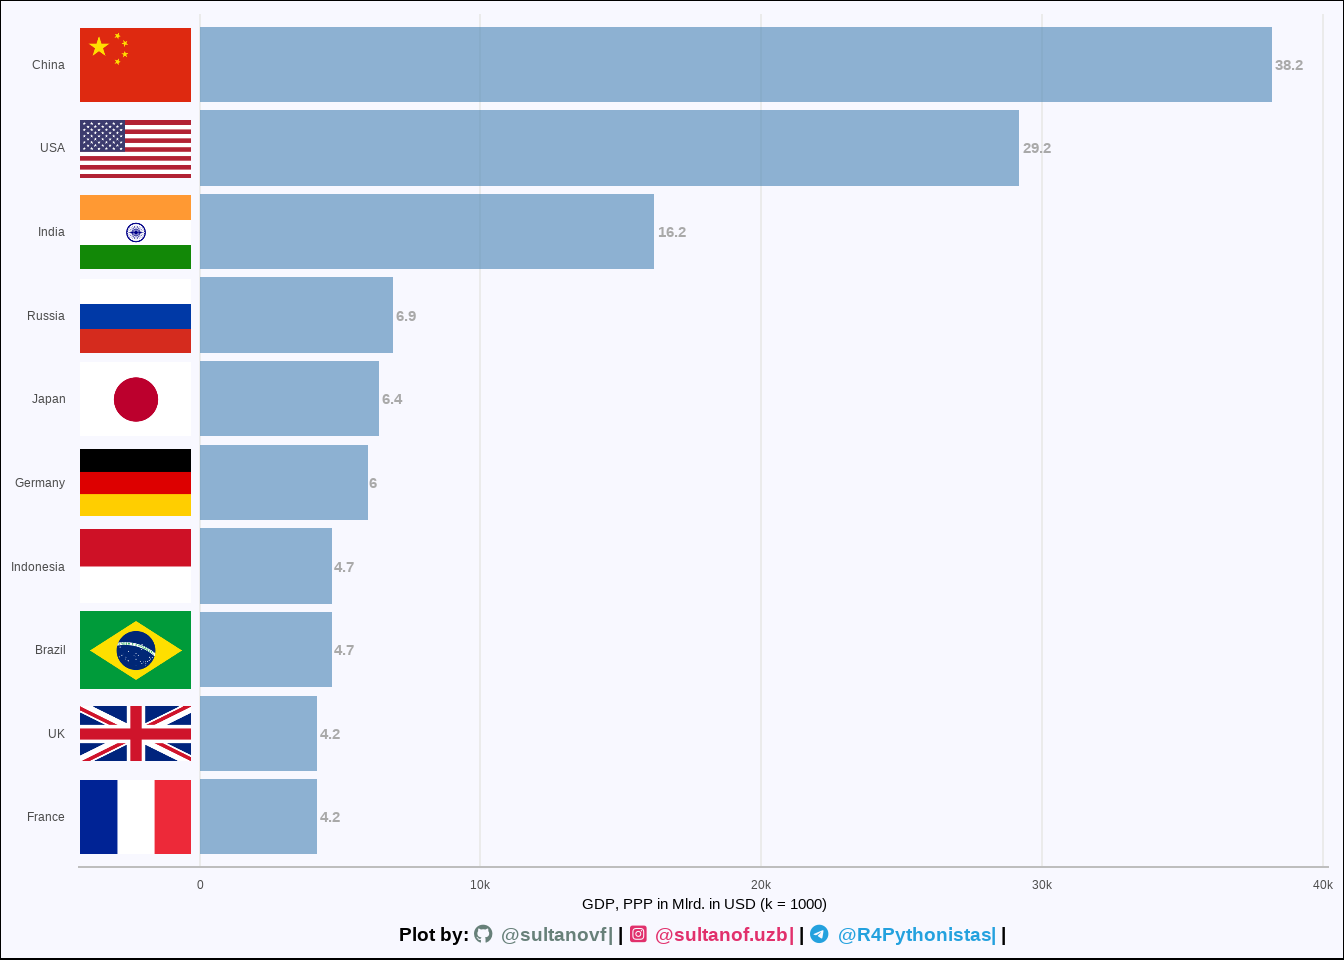 China 38.2
USA 29.2
India 16.2
Russia 6.9
Japan 6.4
Germany 6
Indonesia 4.7
Brazil 4.7
UK 4.2
France 4.2
0 10k 20k 30k 40k
GDP, PPP in Mlrd. in USD (k = 1000)
Plot by: @sultanovf| | @sultanof.uzb| | @R4Pythonistas| |